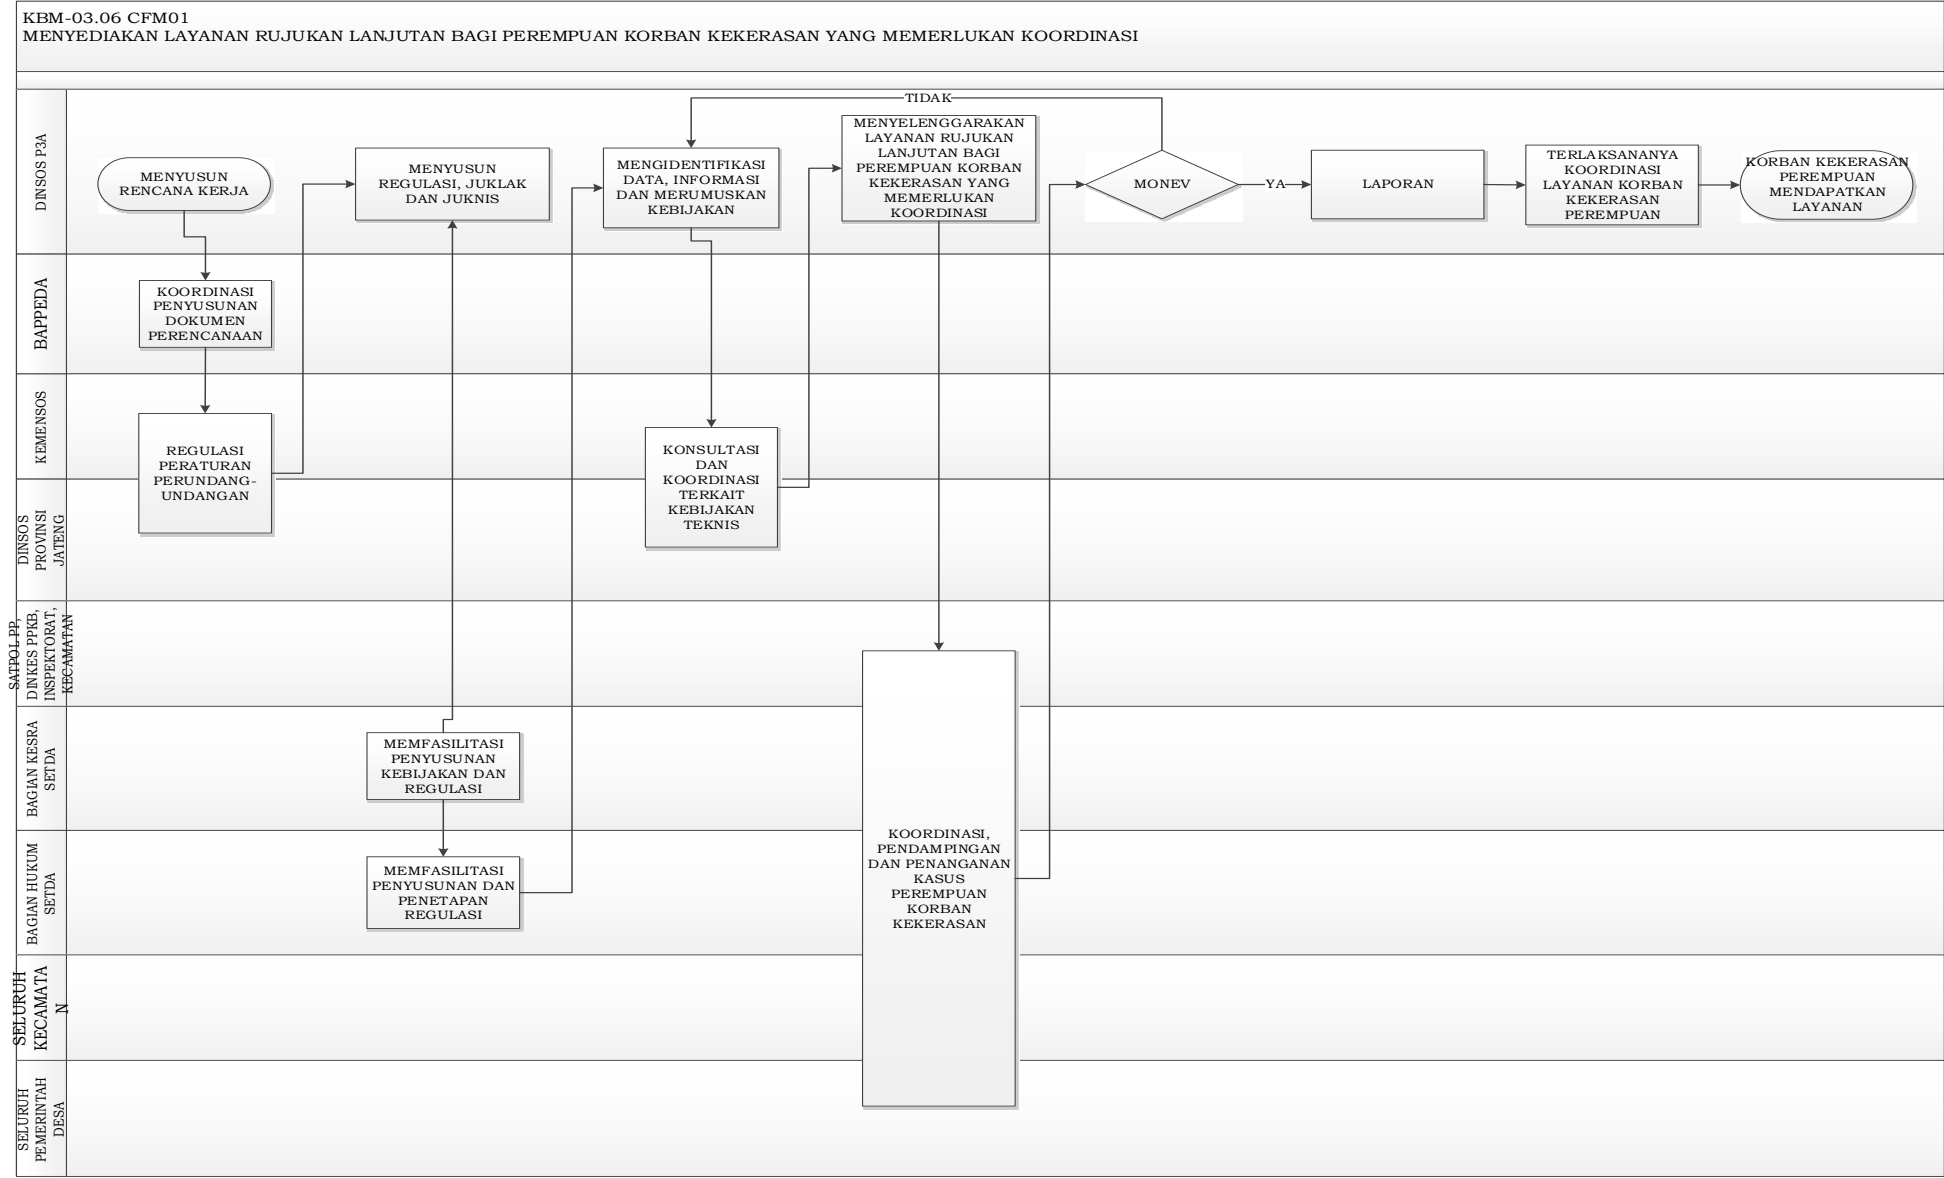 KBM-03.06 CFM01
MENYEDIAKAN LAYANAN RUJUKAN LANJUTAN BAGI PEREMPUAN KORBAN KEKERASAN YANG MEMERLUKAN KOORDINASI
DINSOS P3A
MENYUSUN
RENCANA KERJA
MENYUSUN
REGULASI, JUKLAK
DAN JUKNIS
TIDAK
MENGIDENTIFIKASI
DATA, INFORMASI
DAN MERUMUSKAN
KEBIJAKAN
MENYELENGGARAKAN
LAYANAN RUJUKAN
LANJUTAN BAGI
PEREMPUAN KORBAN
KEKERASAN YANG
MEMERLUKAN
KOORDINASI
MONEV
YA
LAPORAN
TERLAKSANANYA
KOORDINASI
LAYANAN KORBAN
KEKERASAN
PEREMPUAN
KORBAN KEKERASAN
PEREMPUAN
MENDAPATKAN
LAYANAN
BAPPEDA
KOORDINASI
PENYUSUNAN
DOKUMEN
PERENCANAAN
KEMENSOS
REGULASI
PERATURAN
PERUNDANG-
UNDANGAN
KONSULTASI
DAN
KOORDINASI
TERKAIT
KEBIJAKAN
TEKNIS
DINSOS
PROVINSI
JATENG
SATPOL PP,
DINKES PPKB,
INSPEKTORAT,
KECAMATAN
BAGIAN KESRA
SETDA
MEMFASILITASI
PENYUSUNAN
KEBIJAKAN DAN
REGULASI
BAGIAN HUKUM
SETDA
MEMFASILITASI
PENYUSUNAN DAN
PENETAPAN
REGULASI
KOORDINASI,
PENDAMPINGAN
DAN PENANGANAN
KASUS
PEREMPUAN
KORBAN
KEKERASAN
SELURUH
KECAMATA
N
SELURUH
PEMERINTAH
DESA